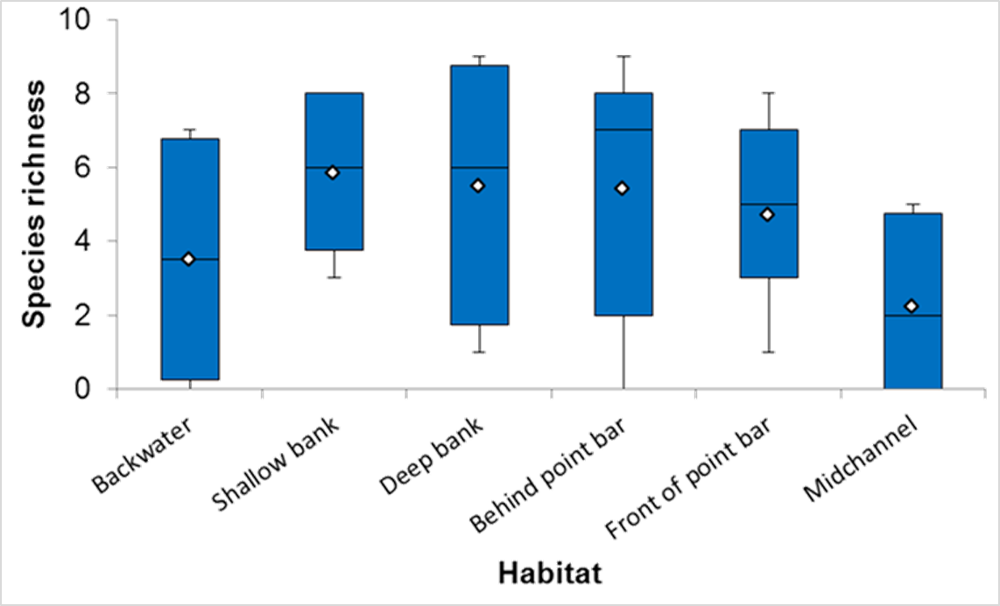 Species richness
10
8
6
4
2
0
Backwater
Shallow bank
Deep bank
Behind point bar
Front of point bar
Midchannel
Habitat